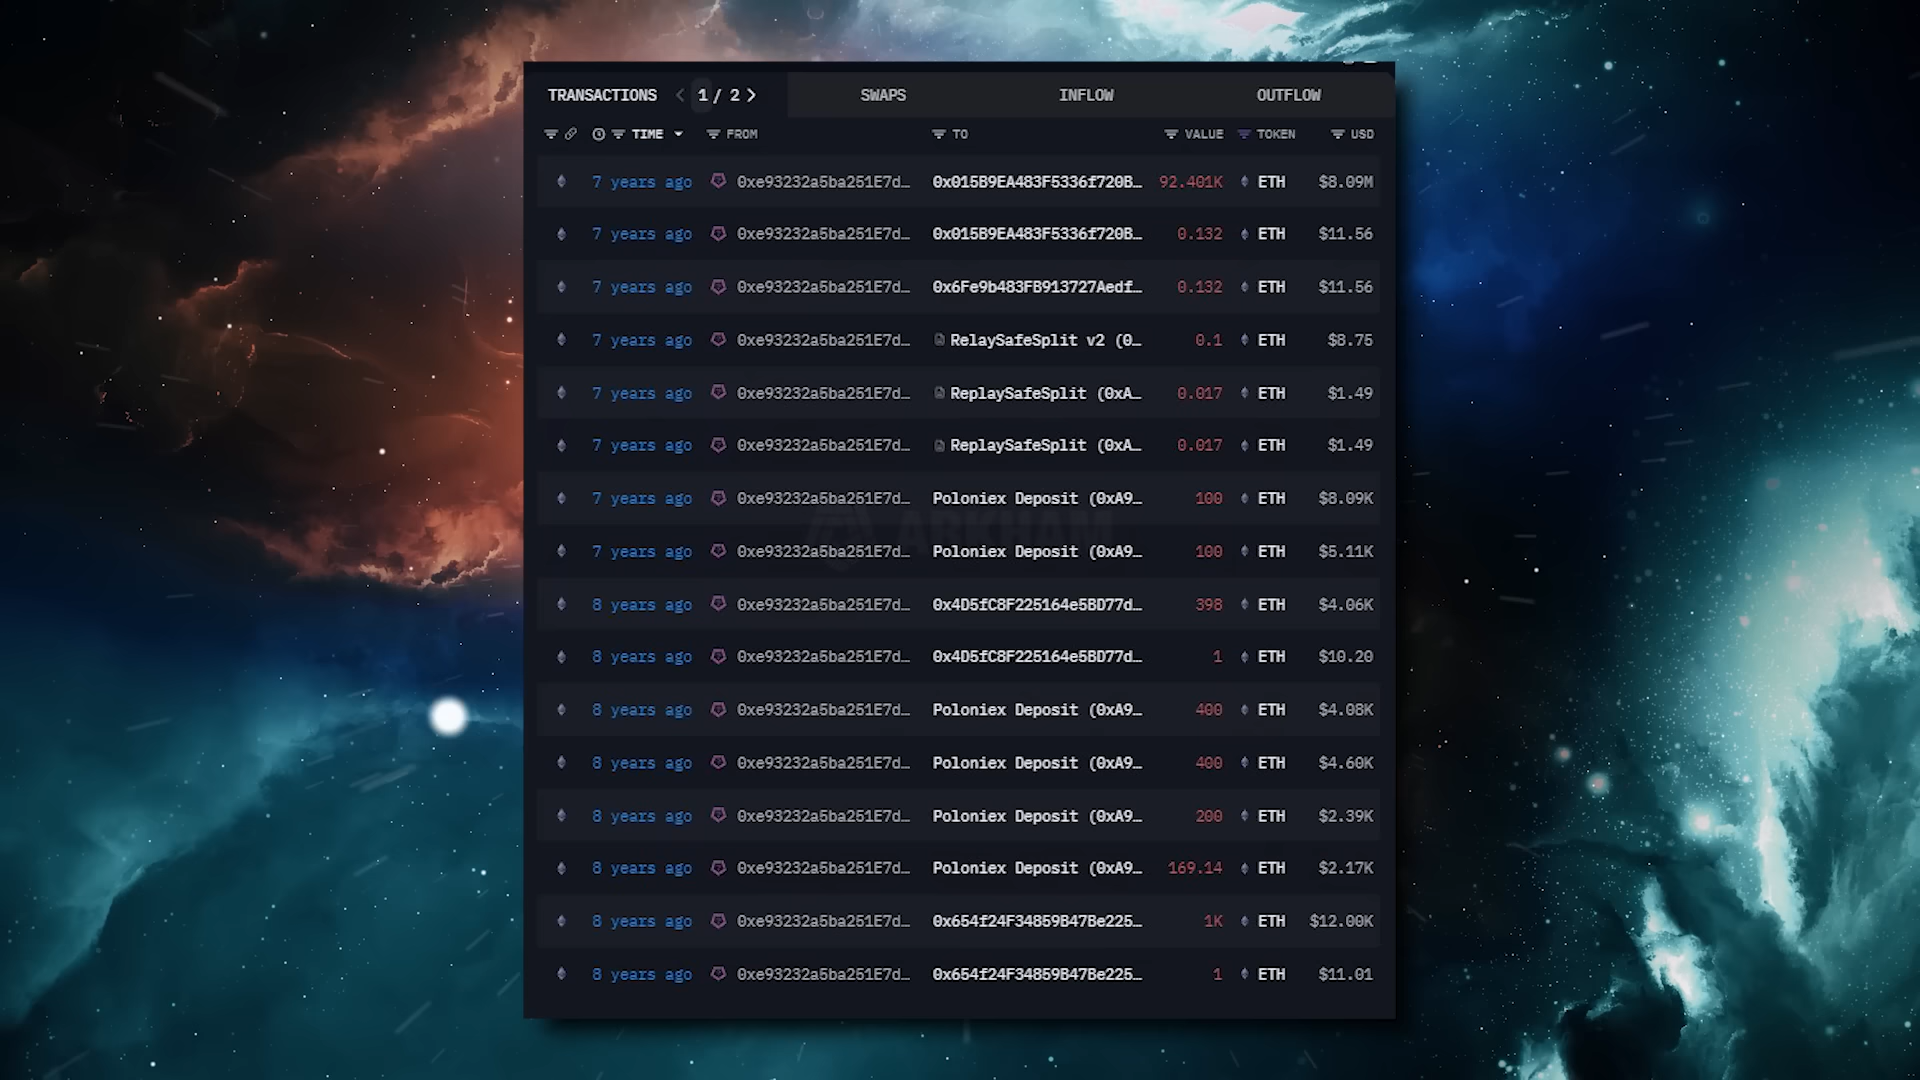 TRANSACTIONS 1 / 2 SWAPS INFLOW OUTFLOW
TIME FROM TO VALUE TOKEN USD
7 years ago 0xe93232a5ba251E7d… 0x015B9EA483F5336f720B… 92.401K ETH $8.09M
7 years ago 0xe93232a5ba251E7d… 0x015B9EA483F5336f720B… 0.132 ETH $11.56
7 years ago 0xe93232a5ba251E7d… 0x6Fe9b483FB913727Aedf… 0.132 ETH $11.56
7 years ago 0xe93232a5ba251E7d… RelaySafeSplit v2 (0… 0.1 ETH $8.75
7 years ago 0xe93232a5ba251E7d… ReplaySafeSplit (0xA… 0.017 ETH $1.49
7 years ago 0xe93232a5ba251E7d… ReplaySafeSplit (0xA… 0.017 ETH $1.49
7 years ago 0xe93232a5ba251E7d… Poloniex Deposit (0xA9… 100 ETH $8.09K
ARKHAM
7 years ago 0xe93232a5ba251E7d… Poloniex Deposit (0xA9… 100 ETH $5.11K
8 years ago 0xe93232a5ba251E7d… 0x4D5fC8F225164e5BD77d… 398 ETH $4.06K
8 years ago 0xe93232a5ba251E7d… 0x4D5fC8F225164e5BD77d… 1 ETH $10.20
8 years ago 0xe93232a5ba251E7d… Poloniex Deposit (0xA9… 400 ETH $4.08K
8 years ago 0xe93232a5ba251E7d… Poloniex Deposit (0xA9… 400 ETH $4.60K
8 years ago 0xe93232a5ba251E7d… Poloniex Deposit (0xA9… 200 ETH $2.39K
8 years ago 0xe93232a5ba251E7d… Poloniex Deposit (0xA9… 169.14 ETH $2.17K
8 years ago 0xe93232a5ba251E7d… 0x654f24F34859B47Be225… 1K ETH $12.00K
8 years ago 0xe93232a5ba251E7d… 0x654f24F34859B47Be225… 1 ETH $11.01